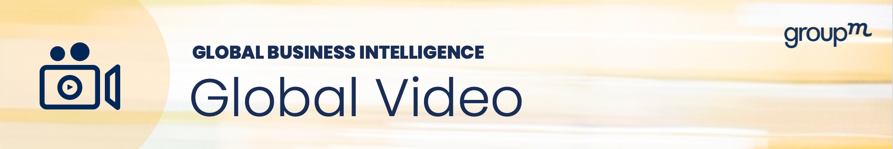 GLOBAL BUSINESS INTELLIGENCE
Global Video
groupm